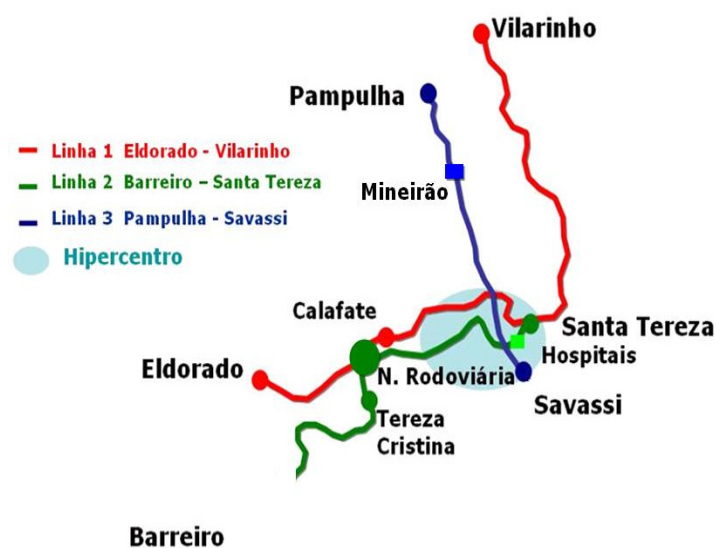 Vilarinho
Pampulha
Linha 1 Eldorado - Vilarinho
Linha 2 Barreiro – Santa Tereza
Mineirão
Linha 3 Pampulha - Savassi
Hipercentro
Calafate
Santa Tereza
Hospitais
Eldorado
N. Rodoviária
Savassi
Tereza
Cristina
Barreiro